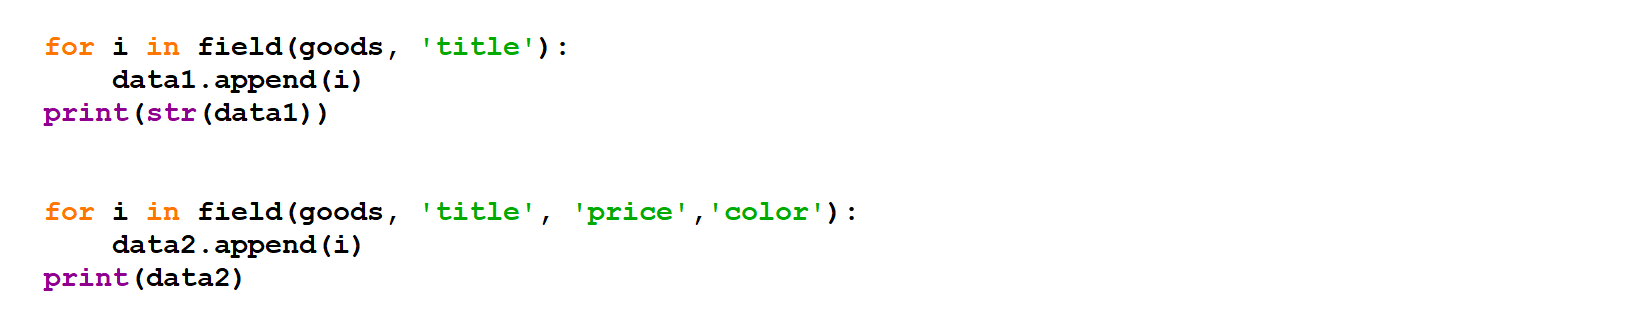 for i in field(goods, 'title'):
    data1.append(i)
print(str(data1))
for i in field(goods, 'title', 'price','color'):
    data2.append(i)
print(data2)